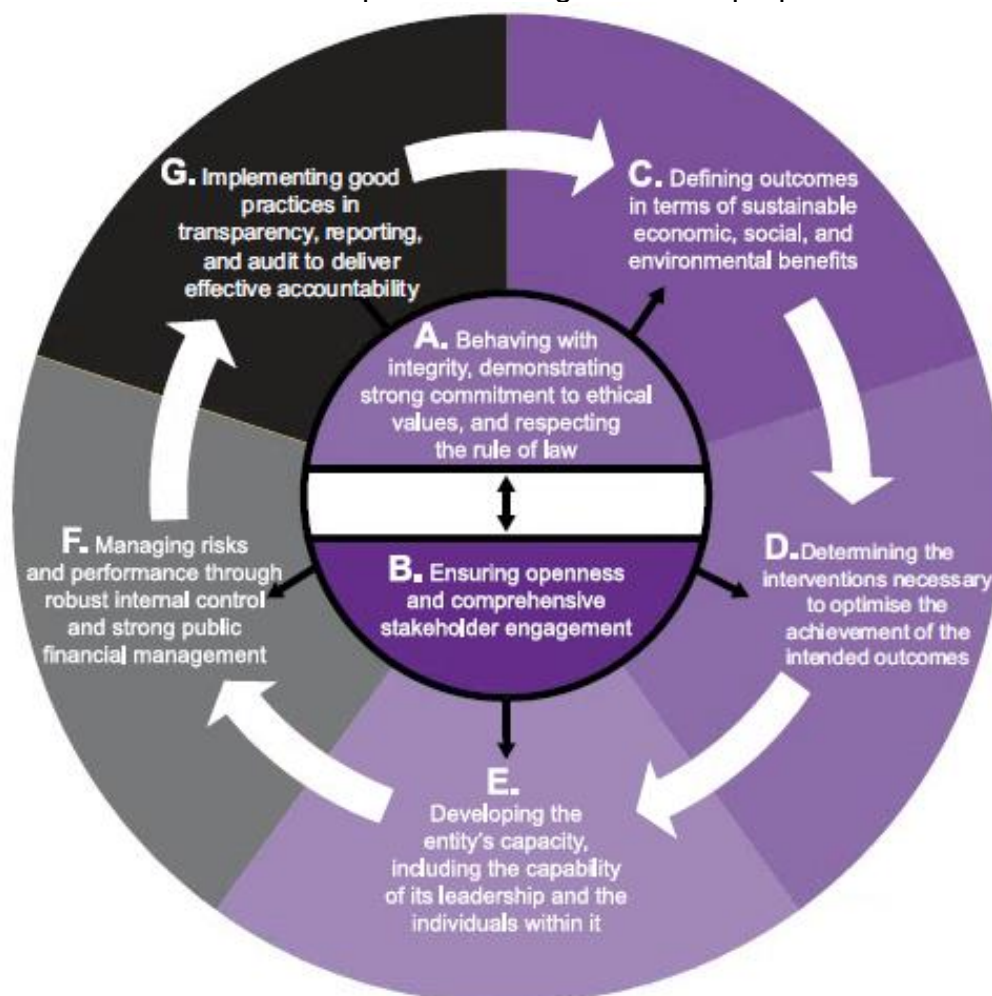 G. Implementing good
practices in
transparency, reporting,
and audit to deliver
effective accountability
C. Defining outcomes
in terms of sustainable
economic, social, and
environmental benefits
A. Behaving with
integrity, demonstrating
strong commitment to ethical
values, and respecting
the rule of law
B. Ensuring openness
and comprehensive
stakeholder engagement
D. Determining the
interventions necessary
to optimise the
achievement of the
intended outcomes
E.
Developing the
entity's capacity,
including the capability
of its leadership and the
individuals within it
F. Managing risks
and performance through
robust internal control
and strong public
financial management